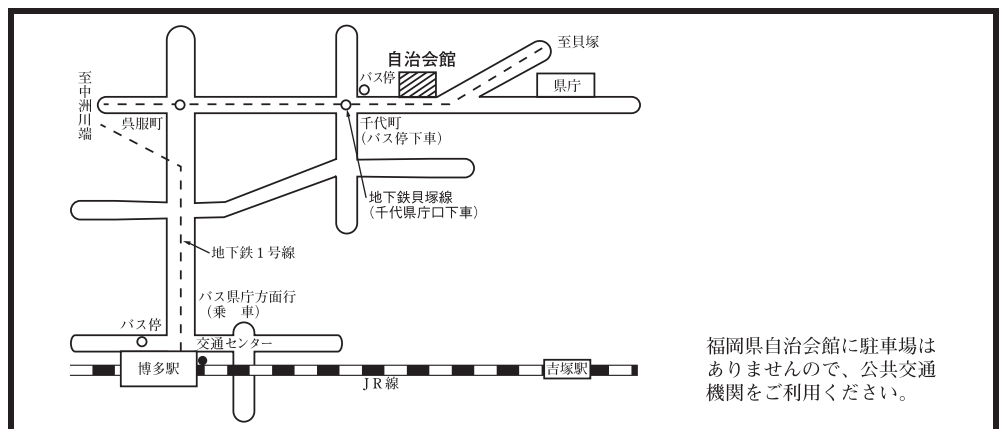 至貝塚
自治会館
バス停
県庁
至中洲川端
呉服町
千代町
（バス停下車）
地下鉄貝塚線
（千代県庁口下車）
地下鉄１号線
バス県庁方面行
（乗　車）
バス停
交通センター
博多駅
吉塚駅
ＪＲ線
福岡県自治会館に駐車場は
ありませんので、公共交通
機関をご利用ください。